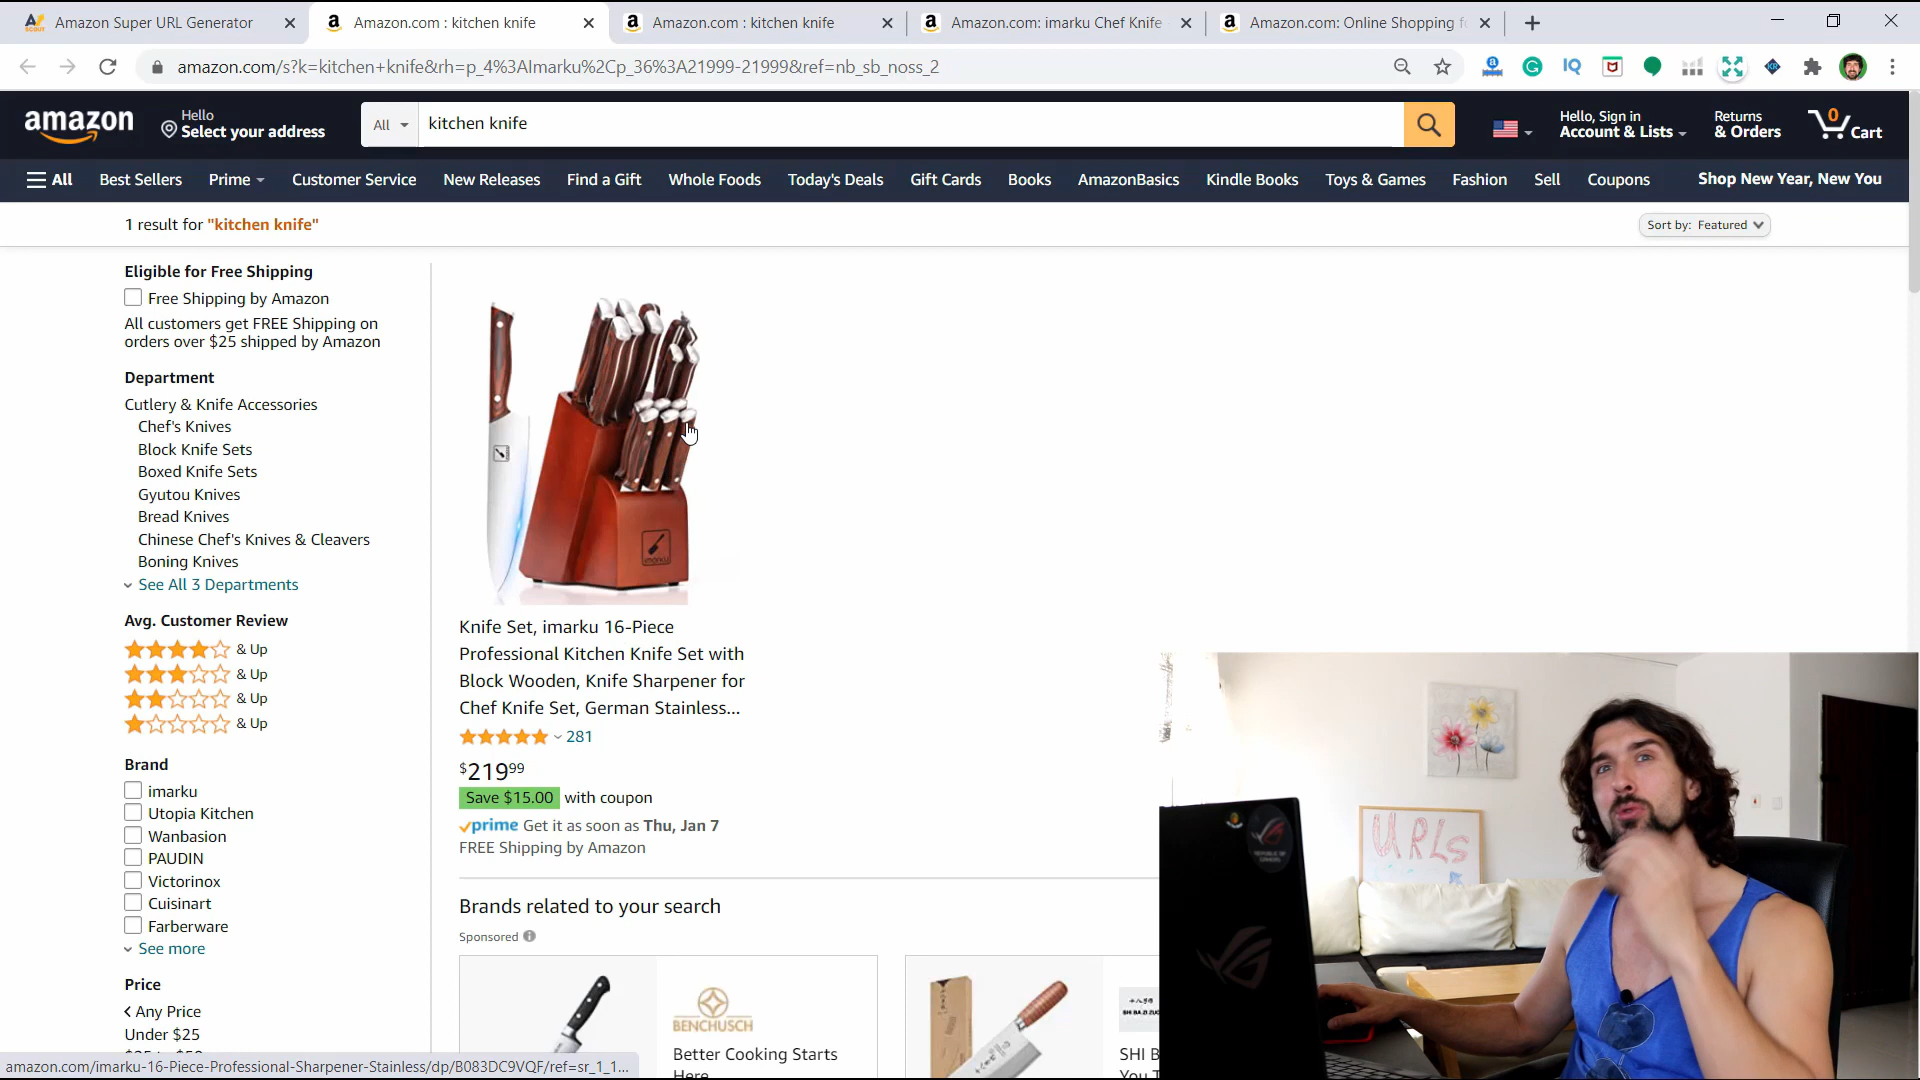 Amazon Super URL Generator
Amazon.com : kitchen knife
Amazon.com : kitchen knife
Amazon.com: imarku Chef Knife
Amazon.com: Online Shopping f
amazon.com/s?k=kitchen+knife&rh=p_4%3AImarku%2Cp_36%3A21999-21999&ref=nb_sb_noss_2
amazon
Hello
Select your address
All
kitchen knife
Hello, Sign in
Account & Lists
Returns
& Orders
0
Cart
All
Best Sellers
Prime
Customer Service
New Releases
Find a Gift
Whole Foods
Today's Deals
Gift Cards
Books
AmazonBasics
Kindle Books
Toys & Games
Fashion
Sell
Coupons
Shop New Year, New You
1 result for "kitchen knife"
Sort by: Featured
Eligible for Free Shipping
Free Shipping by Amazon
All customers get FREE Shipping on
orders over $25 shipped by Amazon
Department
Cutlery & Knife Accessories
Chef's Knives
Block Knife Sets
Boxed Knife Sets
Gyutou Knives
Bread Knives
Chinese Chef's Knives & Cleavers
Boning Knives
See All 3 Departments
Avg. Customer Review
& Up
& Up
& Up
& Up
Brand
imarku
Utopia Kitchen
Wanbasion
PAUDIN
Victorinox
Cuisinart
Farberware
See more
Price
Any Price
Under $25
imarku
Knife Set, imarku 16-Piece
Professional Kitchen Knife Set with
Block Wooden, Knife Sharpener for
Chef Knife Set, German Stainless...
281
$219 99
Save $15.00 with coupon
prime Get it as soon as Thu, Jan 7
FREE Shipping by Amazon
Brands related to your search
Sponsored
BENCHUSCH
Better Cooking Starts
Here
SHI BA ZI ZUO
SHI B
You T
URLs
REPUBLIC OF
GAMERS
amazon.com/imarku-16-Piece-Professional-Sharpener-Stainless/dp/B083DC9VQF/ref=sr_1_1...